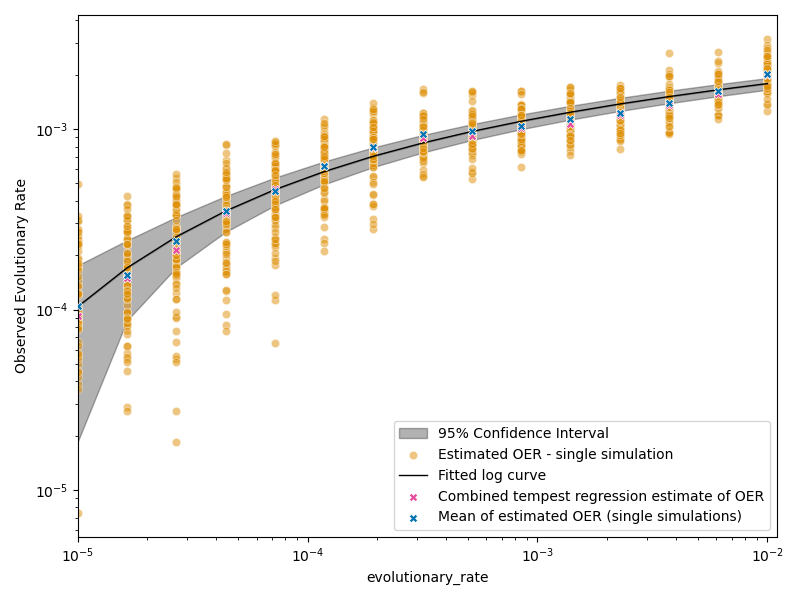 Observed Evolutionary Rate
10⁻³
10⁻⁴
10⁻⁵
95% Confidence Interval
Estimated OER - single simulation
Fitted log curve
Combined tempest regression estimate of OER
Mean of estimated OER (single simulations)
10⁻⁵ 10⁻⁴ 10⁻³ 10⁻²
evolutionary_rate